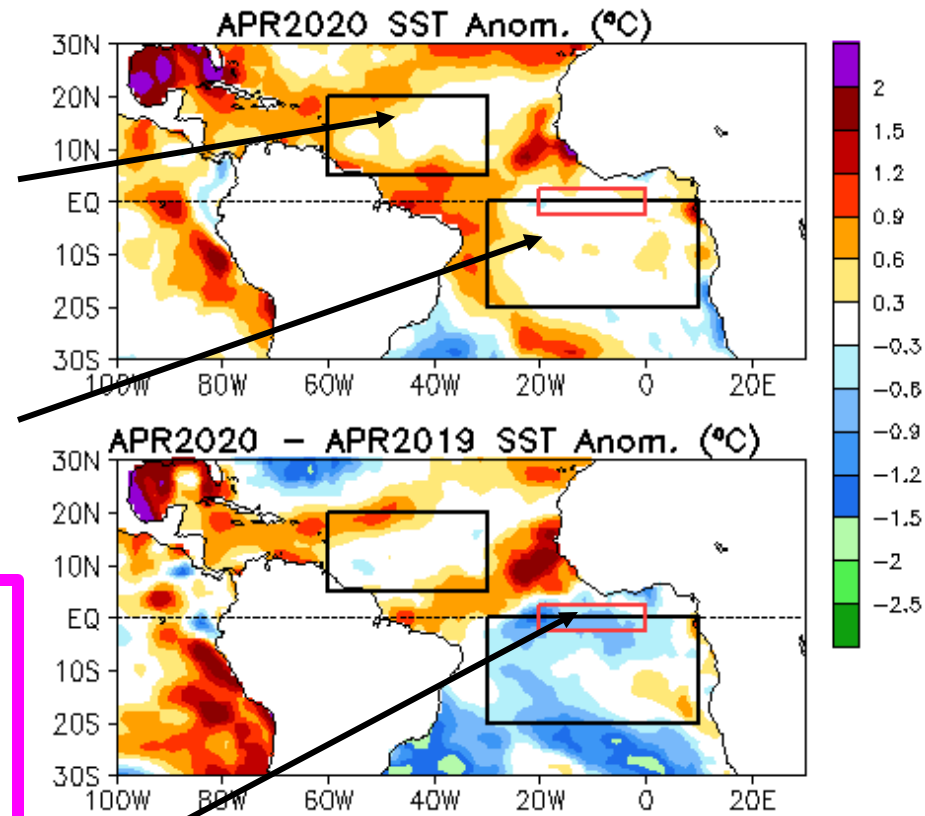 APR2020 SST Anom. (ºC)
30N
20N
10N
EQ
10S
20S
30S
100W 80W 60W 40W 20W 0 20E
APR2020 – APR2019 SST Anom. (ºC)
30N
20N
10N
EQ
10S
20S
30S
100W 80W 60W 40W 20W 0 20E
2
1.5
1.2
0.9
0.6
0.3
−0.3
−0.6
−0.9
−1.2
−1.5
−2
−2.5